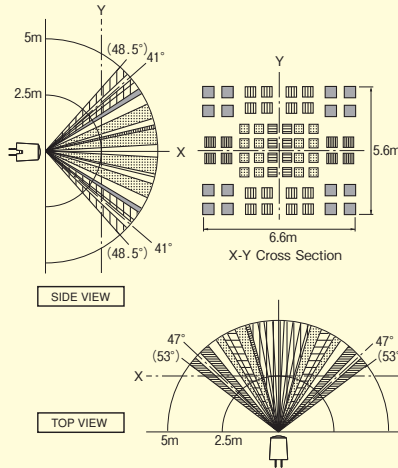 Y
5m
(48.5°)
41°
2.5m
X
(48.5°)
41°
SIDE VIEW
Y
5.6m
6.6m
X-Y Cross Section
47°
(53°)
47°
(53°)
X
TOP VIEW
5m
2.5m